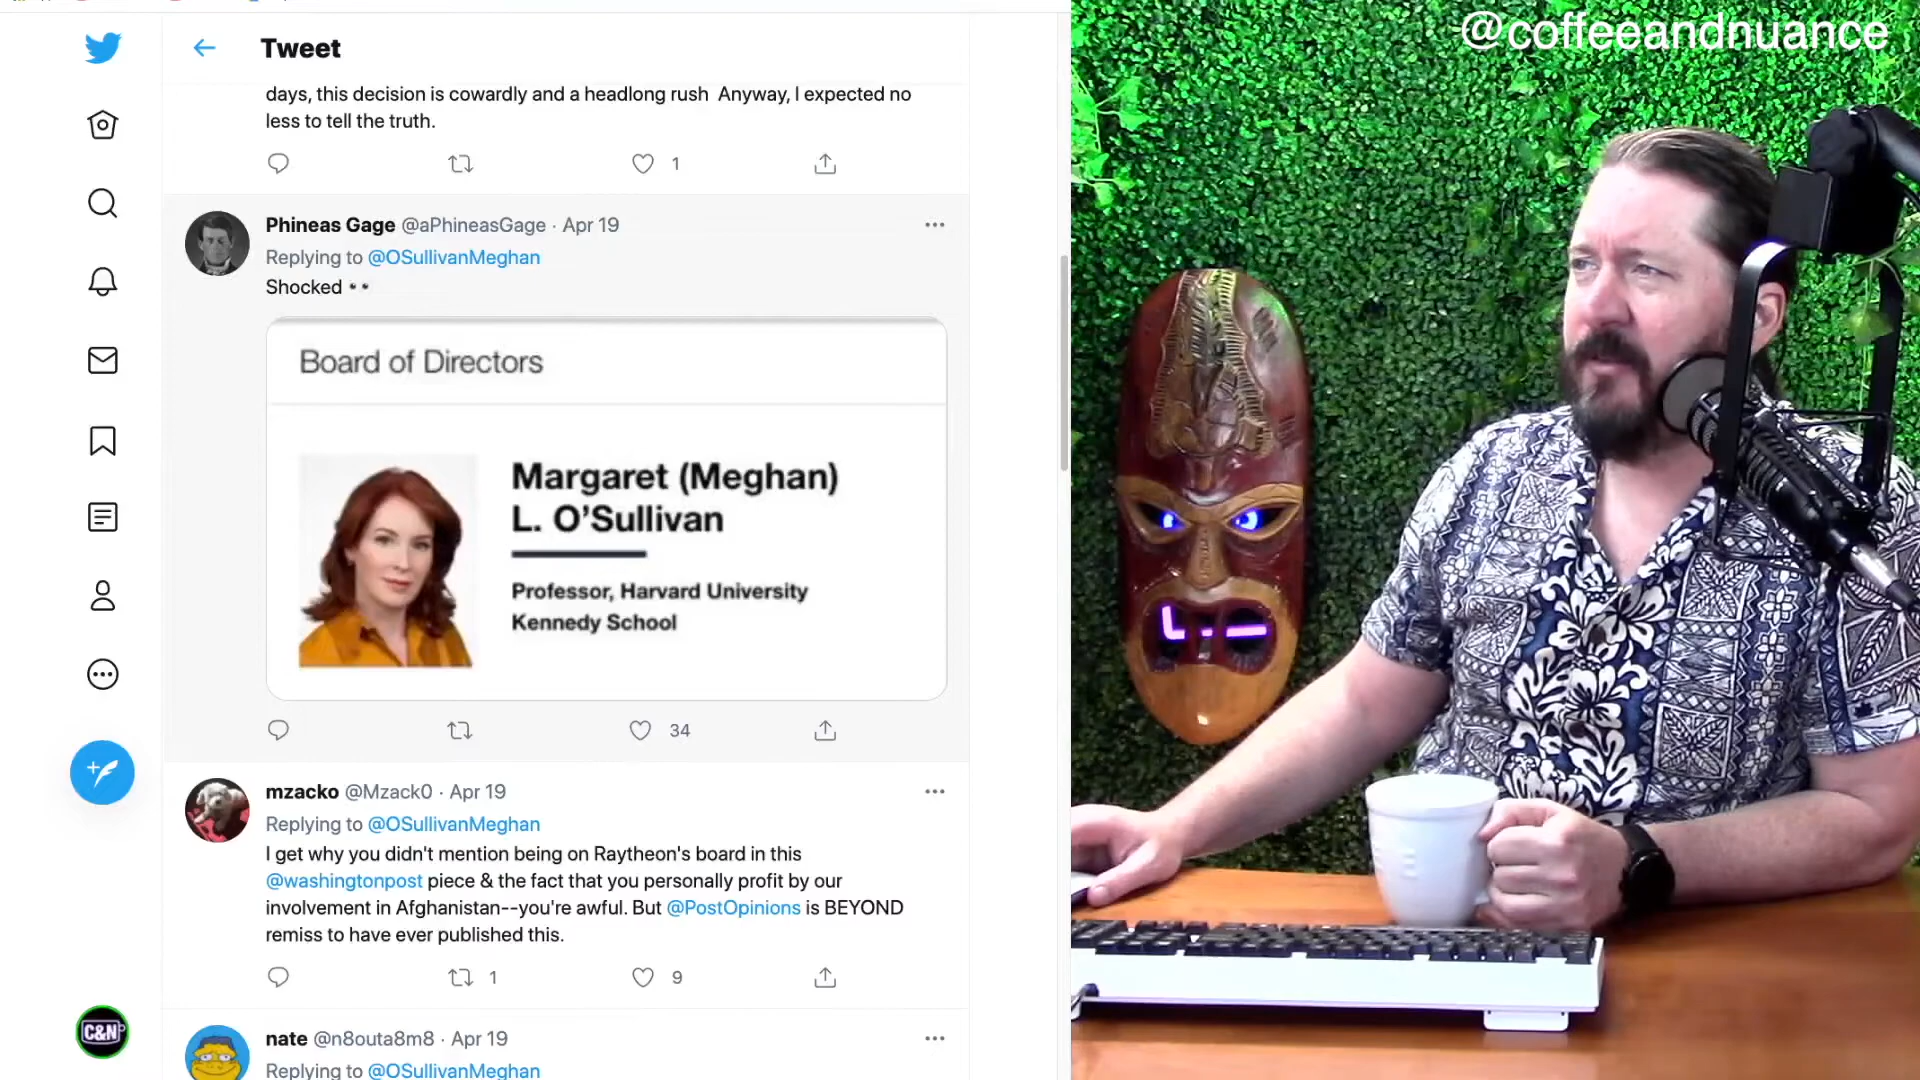 @coffeeandnuance
Tweet
days, this decision is cowardly and a headlong rush Anyway, I expected no
less to tell the truth.
1
Phineas Gage @aPhineasGage · Apr 19
Replying to @OSullivanMeghan
Shocked
Board of Directors
Margaret (Meghan)
L. O'Sullivan
Professor, Harvard University
Kennedy School
34
mzacko @Mzack0 · Apr 19
Replying to @OSullivanMeghan
I get why you didn't mention being on Raytheon's board in this
@washingtonpost piece & the fact that you personally profit by our
involvement in Afghanistan--you're awful. But @PostOpinions is BEYOND
remiss to have ever published this.
1 9
C&N
nate @n8outa8m8 · Apr 19
Replying to @OSullivanMeghan